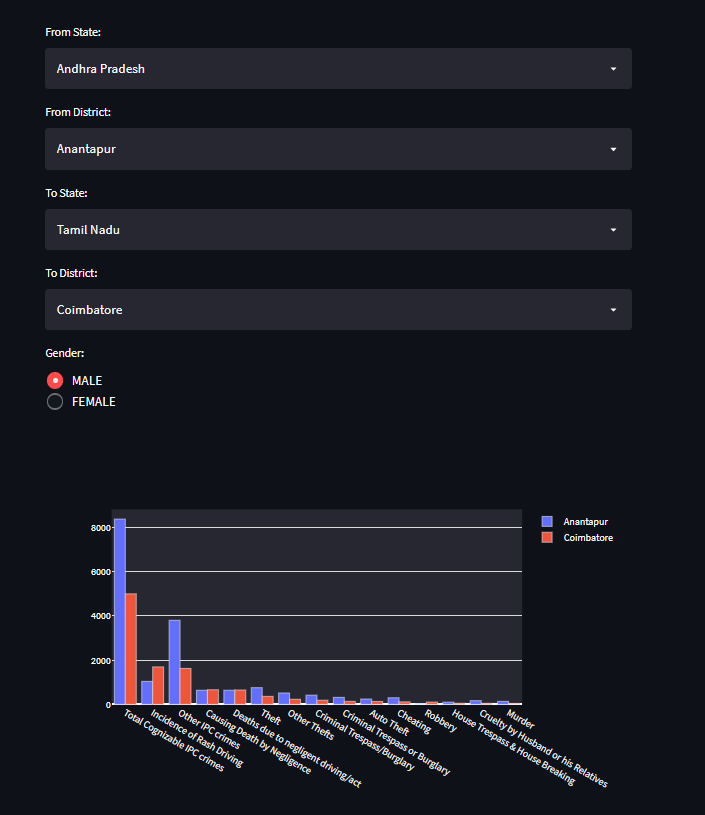 From State:
Andhra Pradesh
From District:
Anantapur
To State:
Tamil Nadu
To District:
Coimbatore
Gender:
MALE
FEMALE
8000
6000
4000
2000
0
Anantapur
Coimbatore
Total Cognizable IPC crimes
Incidence of Rash Driving
Other IPC crimes
Causing Death by Negligence
Deaths due to negligent driving/act
Theft
Other Thefts
Criminal Trespass/Burglary
Criminal Trespass or Burglary
Auto Theft
Cheating
Robbery
House Trespass & House Breaking
Cruelty by Husband or his Relatives
Murder